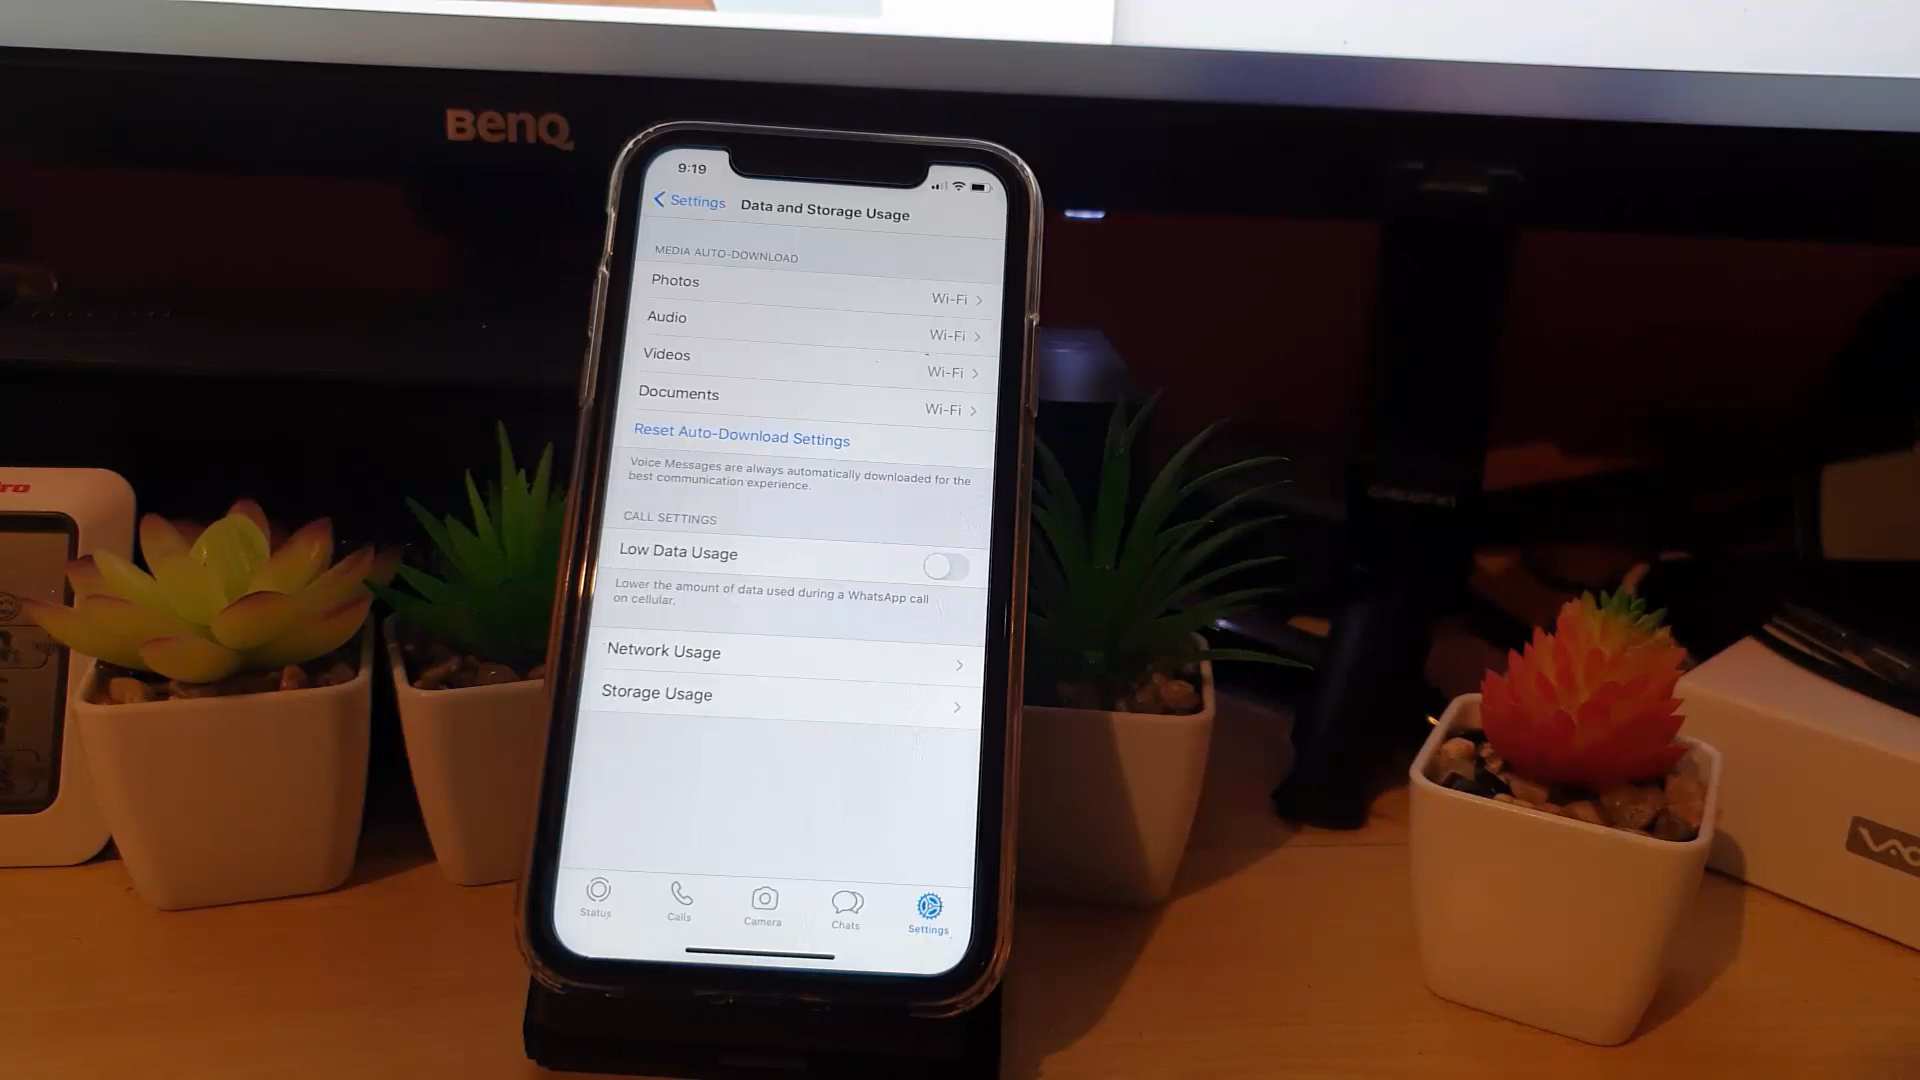 BenQ
9:19
Settings
Data and Storage Usage
MEDIA AUTO-DOWNLOAD
Photos
Wi-Fi
Audio
Wi-Fi
Videos
Wi-Fi
Documents
Wi-Fi
Reset Auto-Download Settings
Voice Messages are always automatically downloaded for the
best communication experience.
CALL SETTINGS
Low Data Usage
Lower the amount of data used during a WhatsApp call
on cellular.
Network Usage
Storage Usage
Status
Calls
Camera
Chats
Settings